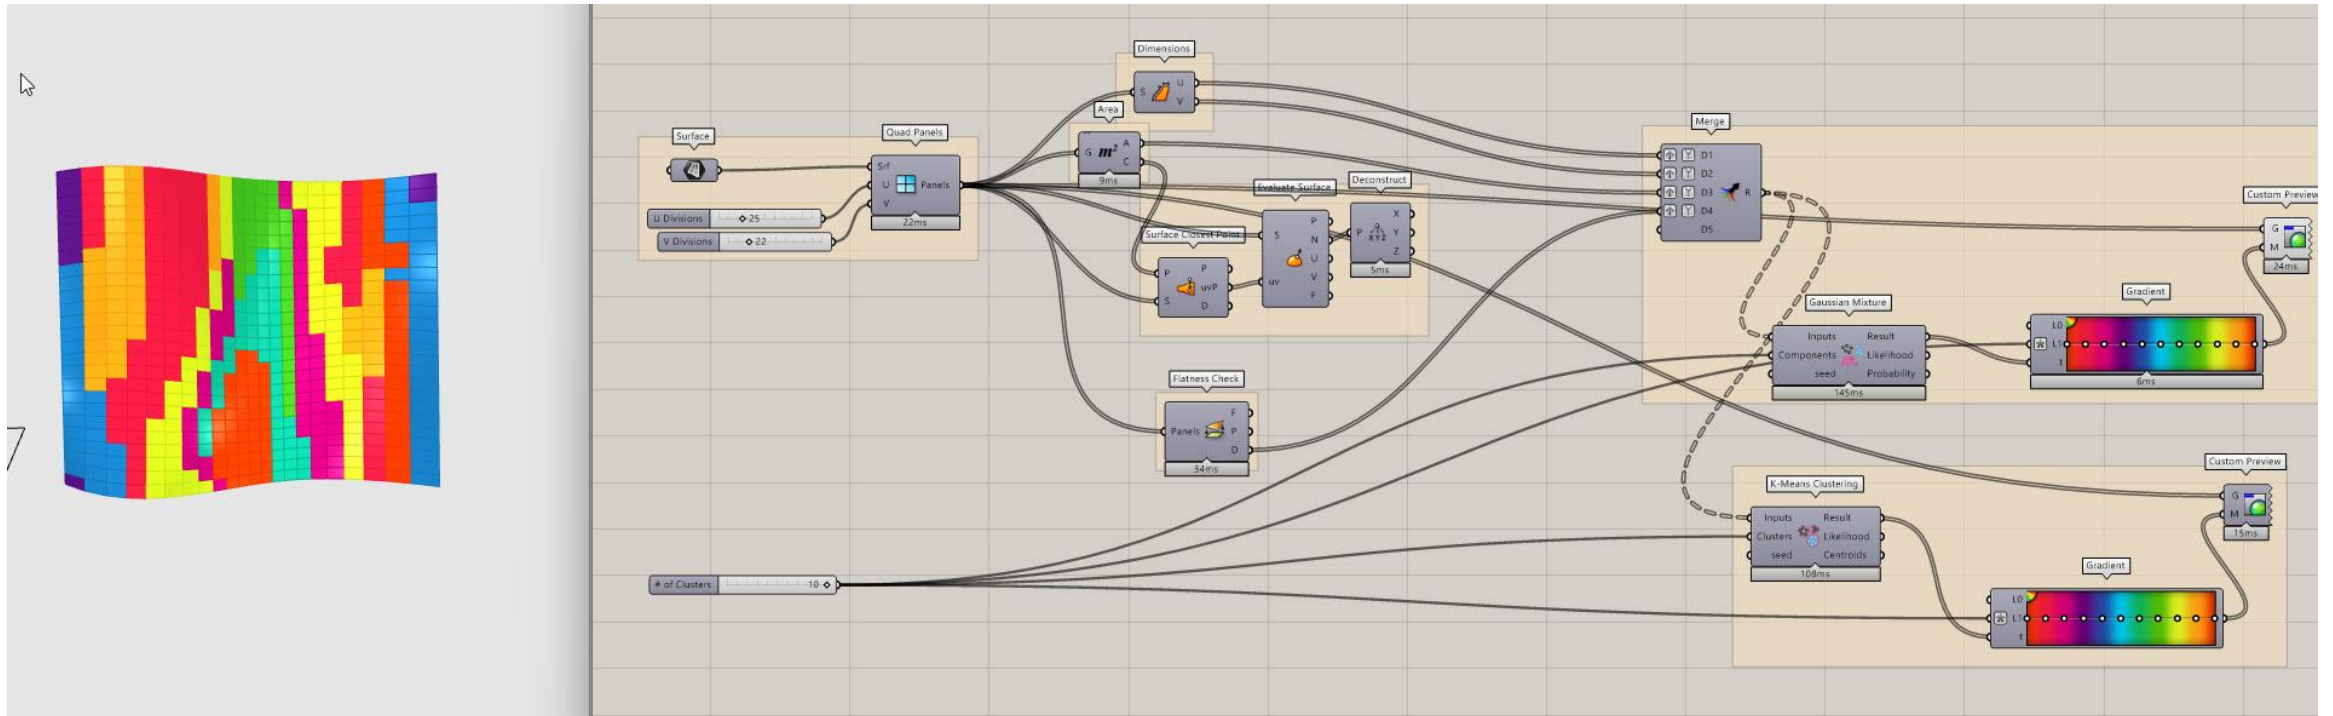 Dimensions
S U
V
Area
G m² A
C
9ms
Surface
Quad Panels
Srf
U Panels
V
22ms
U Divisions 25
V Divisions 22
Evaluate Surface
Deconstruct
S P
N
U
uv V
F
P XYZ X
Y
Z
5ms
Surface Closest Point
P P
uvP
S D
Flatness Check
Panels F
P
D
34ms
# of Clusters 10
Merge
D1
D2
D3 R
D4
D5
Custom Preview
G
M
24ms
Gaussian Mixture
Inputs Result
Components Likelihood
seed Probability
145ms
Gradient
L0
L1
t
6ms
K-Means Clustering
Inputs Result
Clusters Likelihood
seed Centroids
108ms
Custom Preview
G
M
15ms
Gradient
L0
L1
t